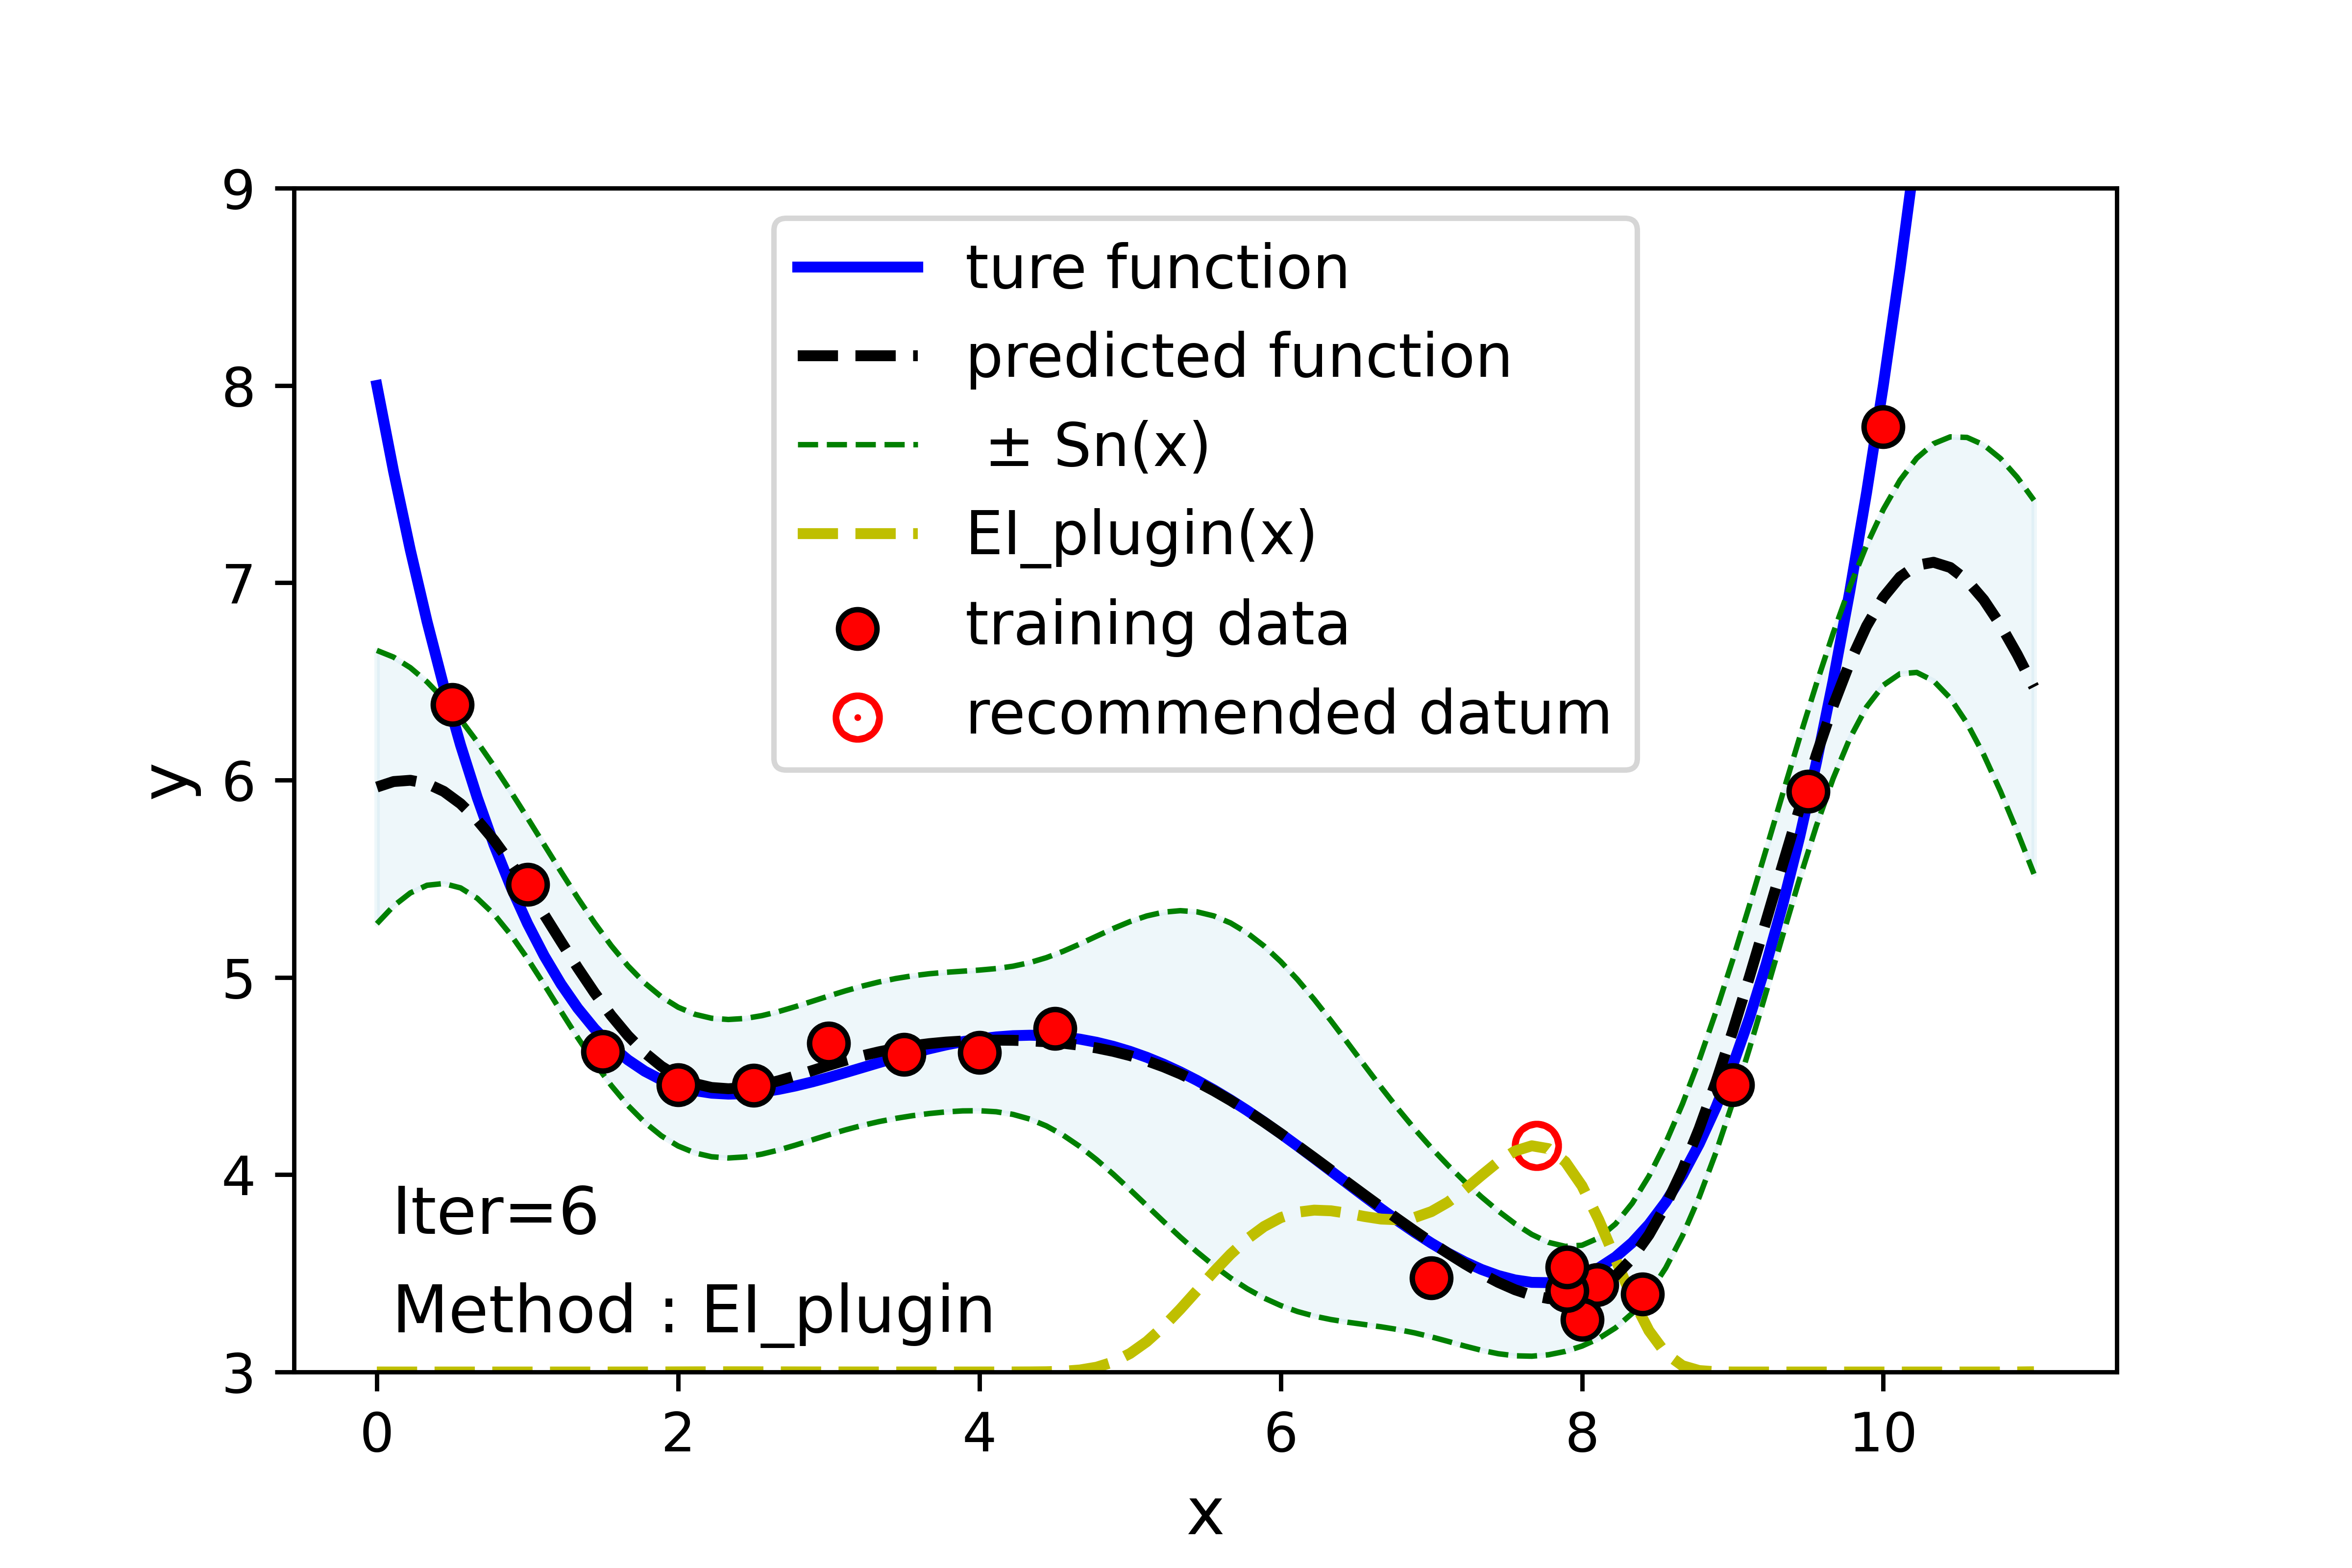 9
8
7
6
5
4
3
y
ture function
predicted function
± Sn(x)
EI_plugin(x)
training data
recommended datum
Iter=6
Method : EI_plugin
0 2 4 6 8 10
x